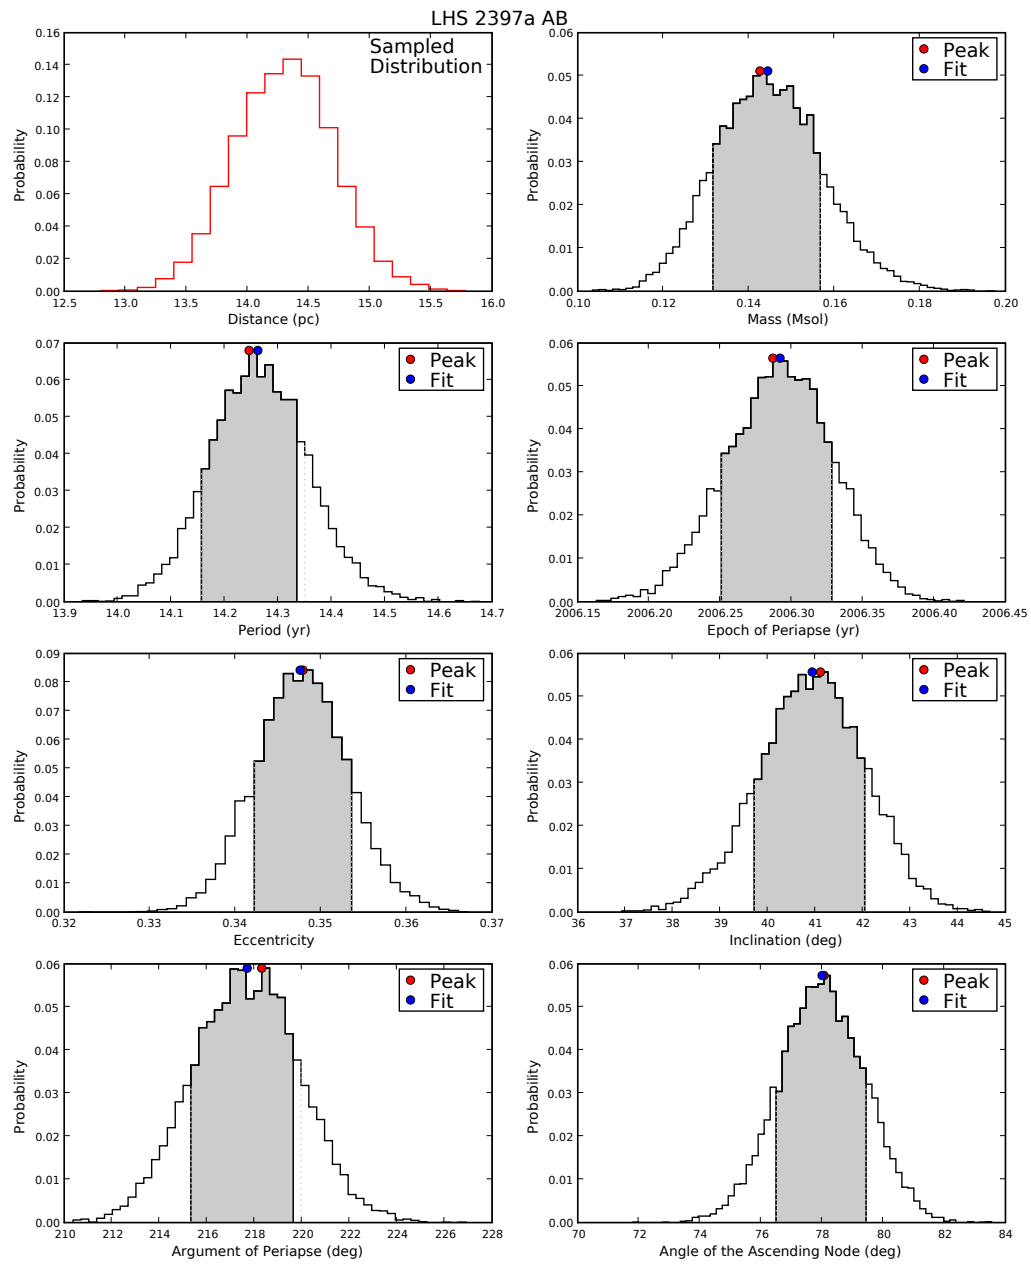 LHS 2397a AB
0.16
0.14
0.12
0.10
0.08
0.06
0.04
0.02
0.00
Probability
Sampled
Distribution
12.5 13.0 13.5 14.0 14.5 15.0 15.5 16.0
Distance (pc)
0.06
0.05
0.04
0.03
0.02
0.01
0.00
Probability
Peak
Fit
0.10 0.12 0.14 0.16 0.18 0.20
Mass (Msol)
0.07
0.06
0.05
0.04
0.03
0.02
0.01
0.00
Probability
Peak
Fit
13.9 14.0 14.1 14.2 14.3 14.4 14.5 14.6 14.7
Period (yr)
0.06
0.05
0.04
0.03
0.02
0.01
0.00
Probability
Peak
Fit
2006.15 2006.20 2006.25 2006.30 2006.35 2006.40 2006.45
Epoch of Periapse (yr)
0.09
0.08
0.07
0.06
0.05
0.04
0.03
0.02
0.01
0.00
Probability
Peak
Fit
0.32 0.33 0.34 0.35 0.36 0.37
Eccentricity
0.06
0.05
0.04
0.03
0.02
0.01
0.00
Probability
Peak
Fit
36 37 38 39 40 41 42 43 44 45
Inclination (deg)
0.06
0.05
0.04
0.03
0.02
0.01
0.00
Probability
Peak
Fit
210 212 214 216 218 220 222 224 226 228
Argument of Periapse (deg)
0.06
0.05
0.04
0.03
0.02
0.01
0.00
Probability
Peak
Fit
70 72 74 76 78 80 82 84
Angle of the Ascending Node (deg)